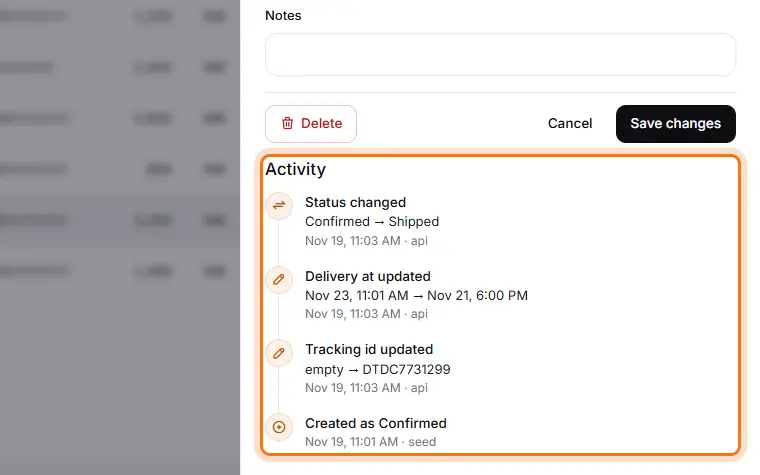 Notes
Delete
Cancel
Save changes
Activity
Status changed
Confirmed → Shipped
Nov 19, 11:03 AM · api
Delivery at updated
Nov 23, 11:01 AM → Nov 21, 6:00 PM
Nov 19, 11:03 AM · api
Tracking id updated
empty → DTDC7731299
Nov 19, 11:03 AM · api
Created as Confirmed
Nov 19, 11:01 AM · seed